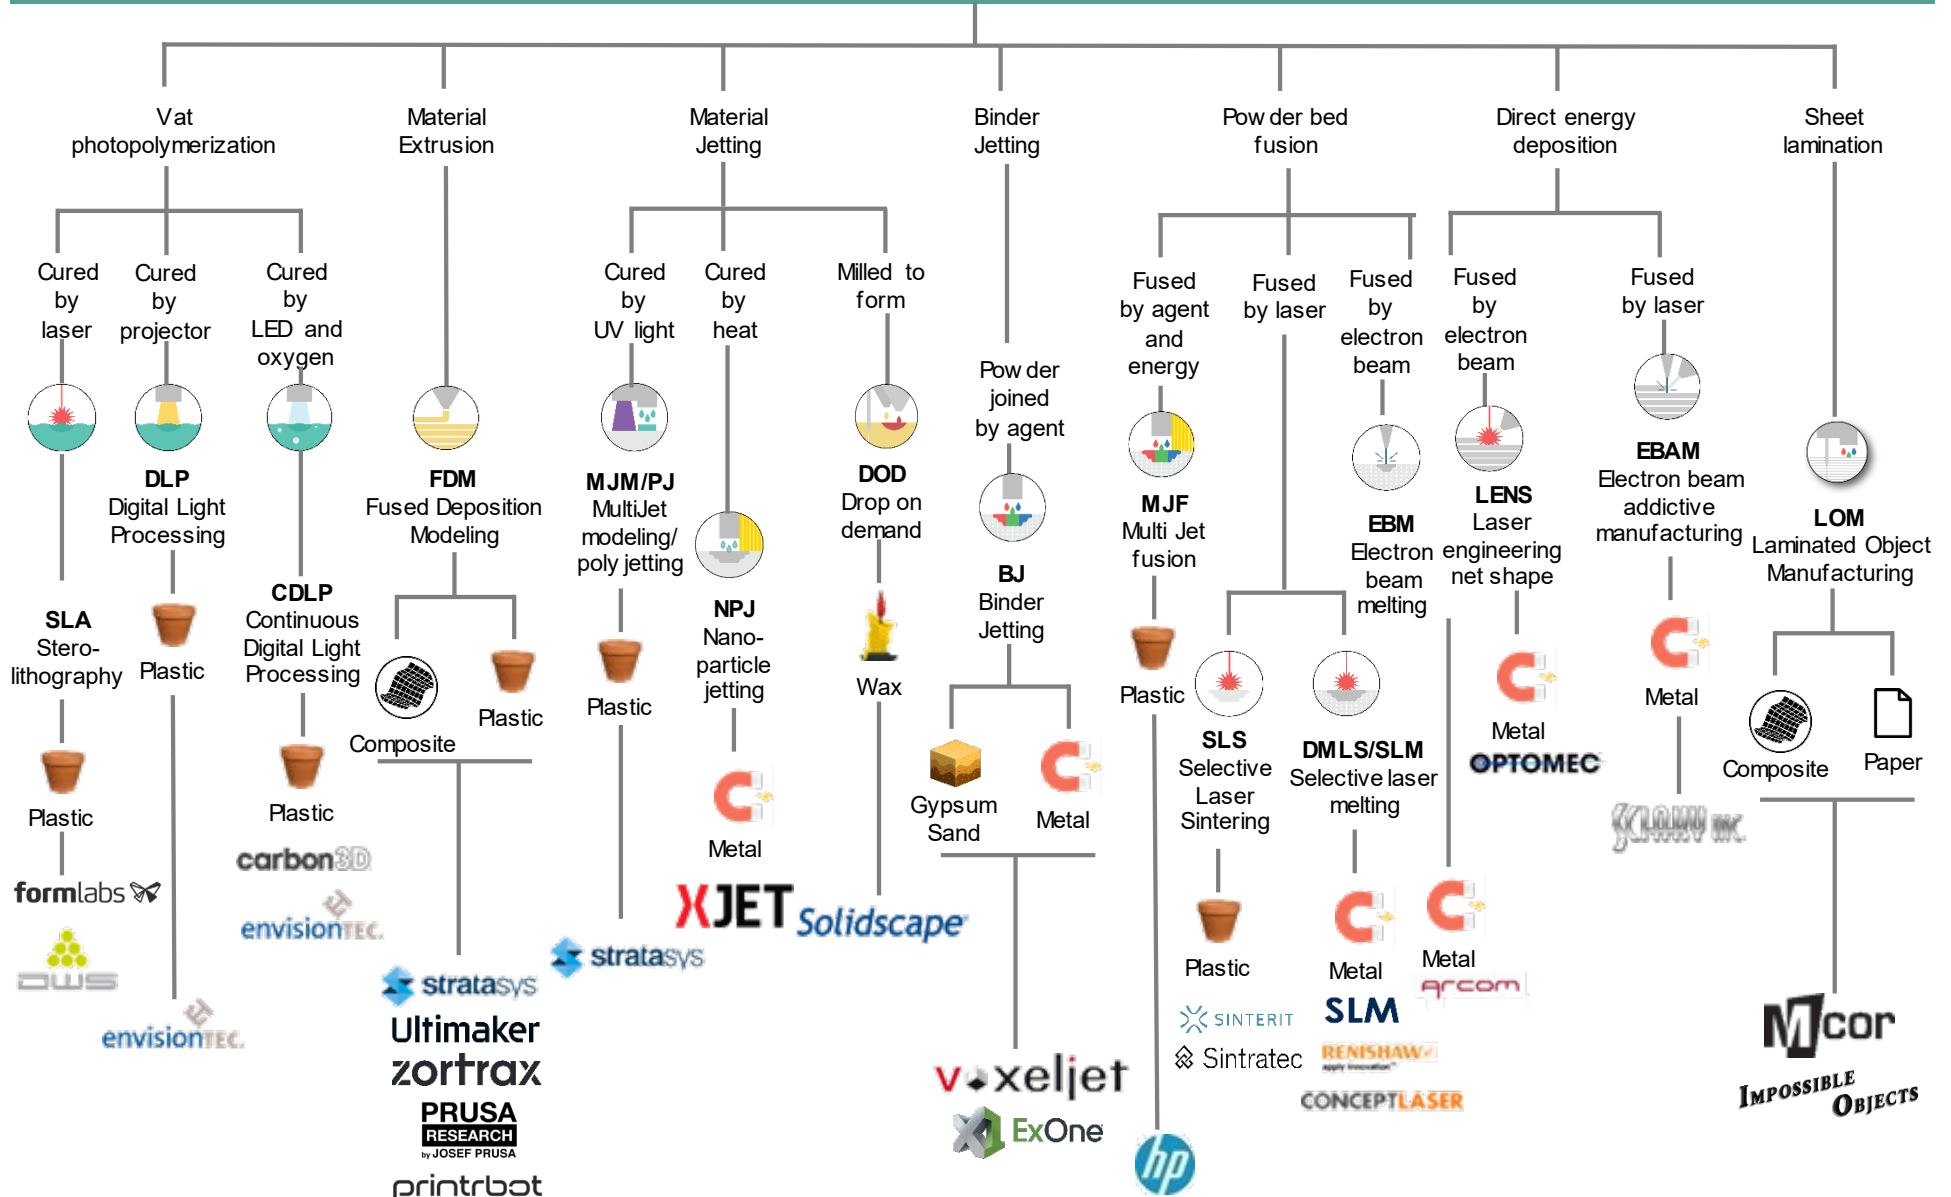 Vat
photopolymerization
Material
Extrusion
Material
Jetting
Binder
Jetting
Powder bed
fusion
Direct energy
deposition
Sheet
lamination
Cured
by
laser
Cured
by
projector
Cured
by
LED and
oxygen
Cured
by
UV light
Cured
by
heat
Milled to
form
Powder
joined
by agent
Fused
by agent
and
energy
Fused
by laser
Fused
by
electron
beam
Fused
by
electron
beam
Fused
by laser
SLA
Stero-
lithography
Plastic
formlabs
DWS
DLP
Digital Light
Processing
Plastic
envisionTEC
CDLP
Continuous
Digital Light
Processing
Plastic
carbon3D
envisionTEC
FDM
Fused Deposition
Modeling
Composite
Plastic
stratasys
Ultimaker
zortrax
PRUSA
RESEARCH
by JOSEF PRUSA
printrbot
MJM/PJ
MultiJet
modeling/
poly jetting
Plastic
stratasys
NPJ
Nano-
particle
jetting
Metal
XJET
DOD
Drop on
demand
Wax
Solidscape
BJ
Binder
Jetting
Gypsum
Sand
Metal
voxeljet
X1 ExOne
MJF
Multi Jet
fusion
Plastic
hp
SLS
Selective
Laser
Sintering
Plastic
SINTERIT
Sintratec
DMLS/SLM
Selective laser
melting
Metal
SLM
RENISHAW
apply innovation™
CONCEPTLASER
EBM
Electron
beam
melting
Metal
arcom
LENS
Laser
engineering
net shape
Metal
OPTOMEC
EBAM
Electron beam
addictive
manufacturing
Metal
INC.
LOM
Laminated Object
Manufacturing
Composite
Paper
Mcor
IMPOSSIBLE
OBJECTS